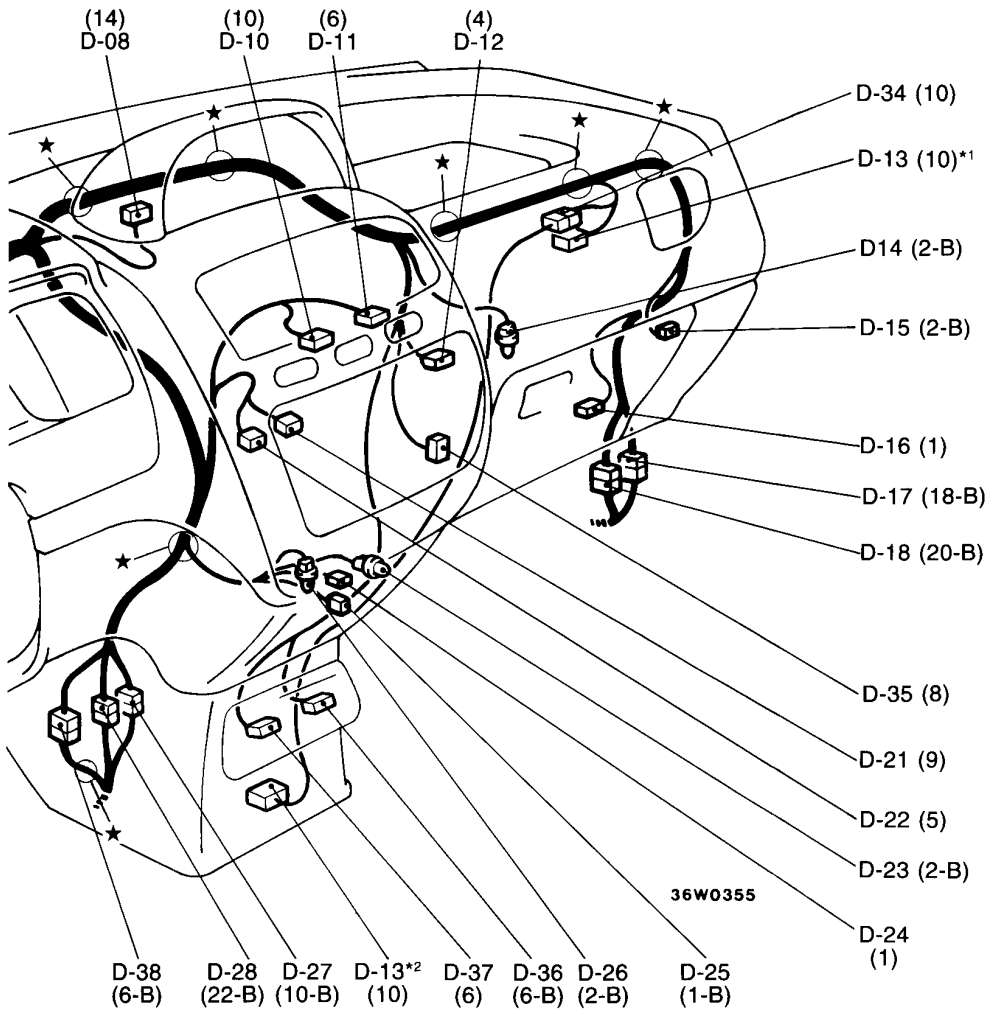 (14) (10) (6) (4)
D-08 D-10 D-11 D-12
D-34 (10)
D-13 (10)*1
D14 (2-B)
D-15 (2-B)
D-16 (1)
D-17 (18-B)
D-18 (20-B)
D-35 (8)
D-21 (9)
D-22 (5)
D-23 (2-B)
36W0355
D-24
(1)
D-38 D-28 D-27 D-13*2 D-37 D-36 D-26 D-25
(6-B) (22-B) (10-B) (10) (6) (6-B) (2-B) (1-B)